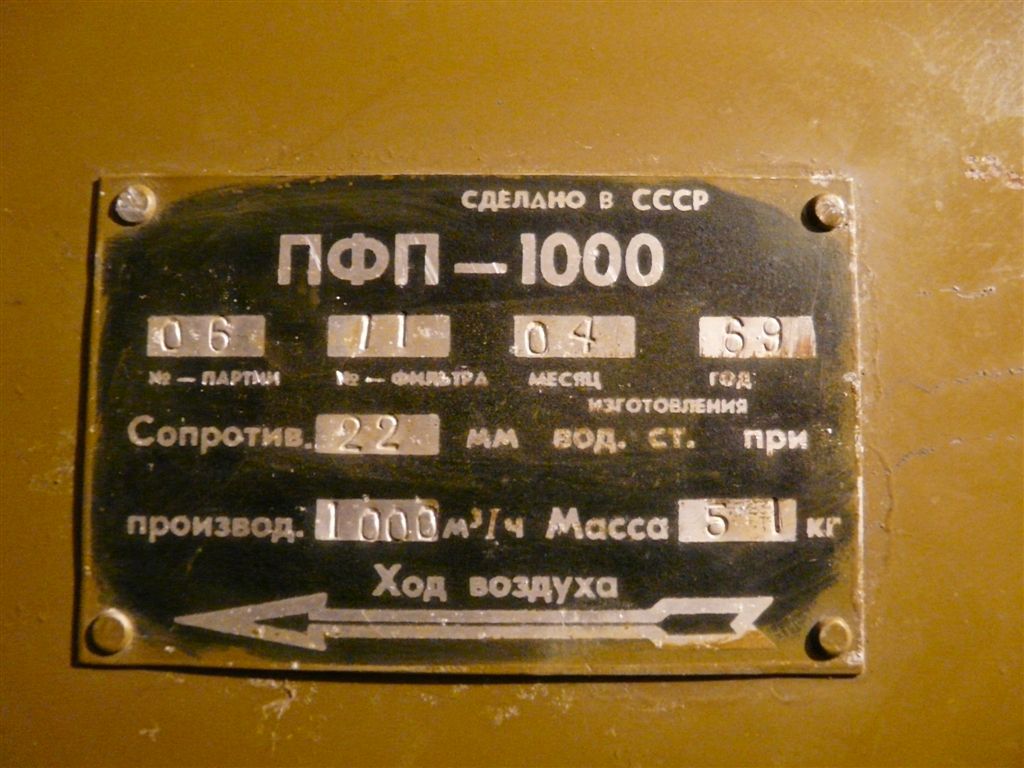 СДЕЛАНО В СССР
ПФП — 1000
06 11 04 69
№ — ПАРТИИ № — ФИЛЬТРА МЕСЯЦ ГОД
ИЗГОТОВЛЕНИЯ
Сопротив. 22 мм вод. ст. при
производ. 1000 м³/ч Масса 51 кг
Ход воздуха